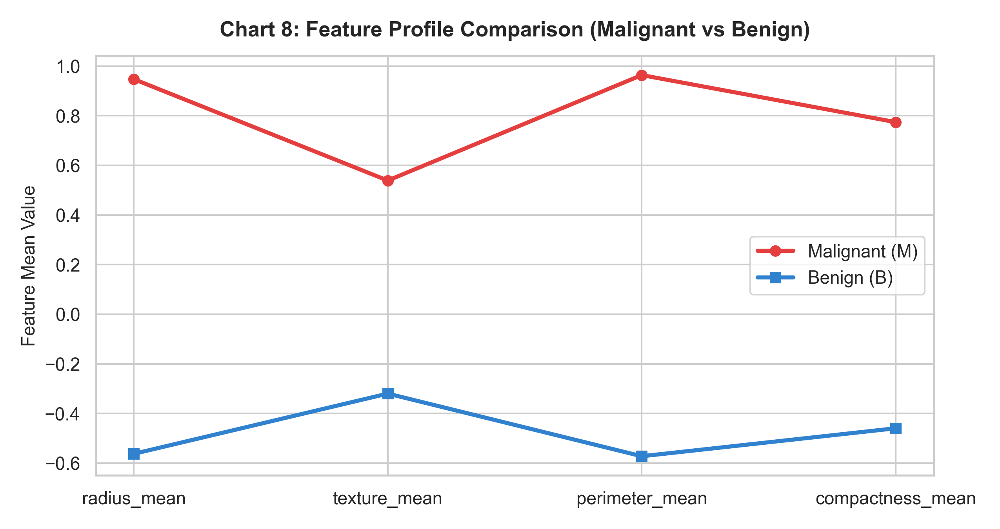 Chart 8: Feature Profile Comparison (Malignant vs Benign)
Feature Mean Value
1.0
0.8
0.6
0.4
0.2
0.0
−0.2
−0.4
−0.6
Malignant (M)
Benign (B)
radius_mean
texture_mean
perimeter_mean
compactness_mean